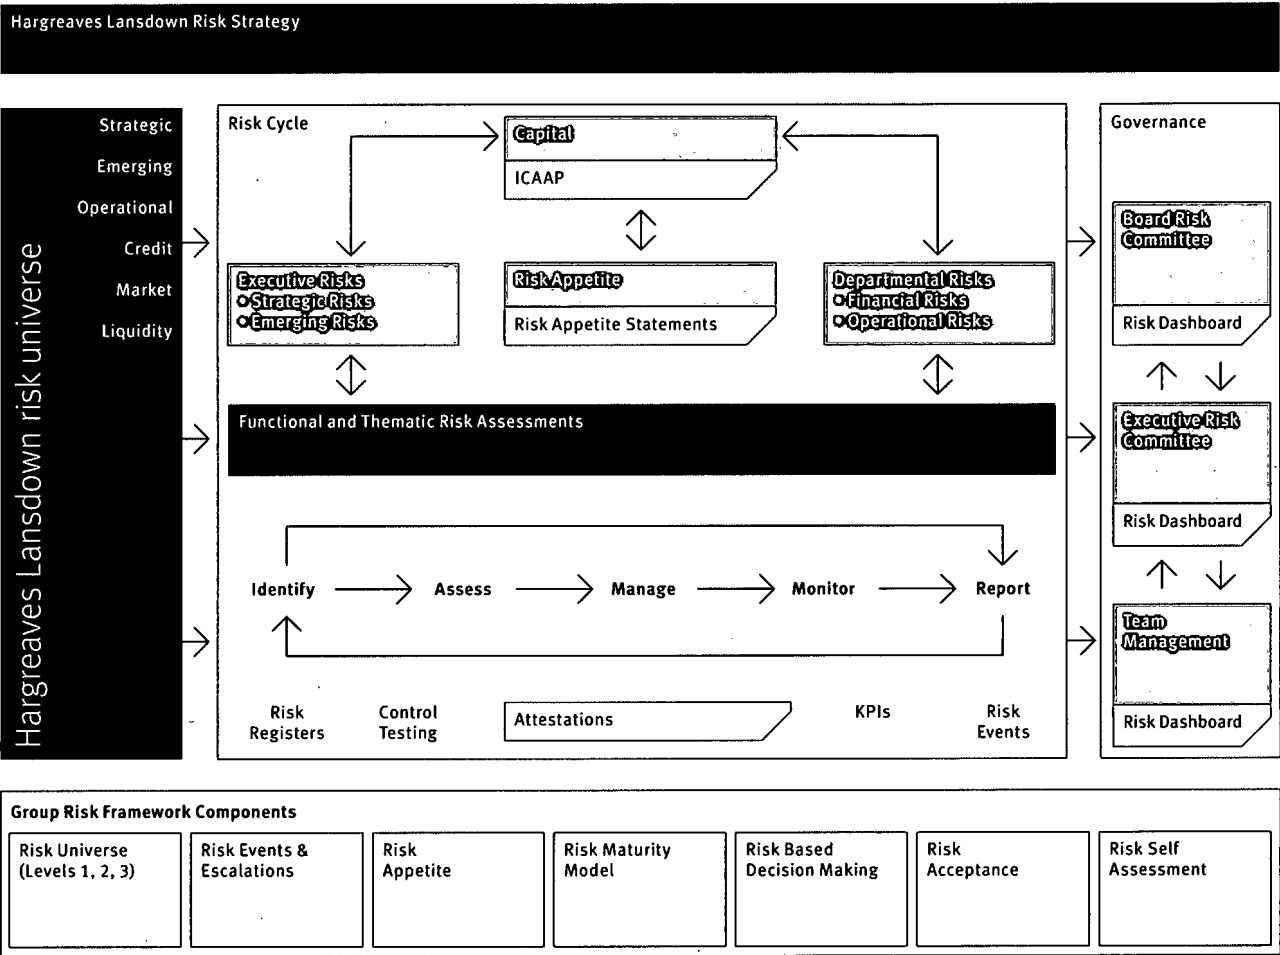 Hargreaves Lansdown Risk Strategy
Hargreaves Lansdown risk universe
Strategic
Emerging
Operational
Credit
Market
Liquidity
Risk Cycle
Capital
ICAAP
Executive Risks
Strategic Risks
Emerging Risks
Risk Appetite
Risk Appetite Statements
Departmental Risks
Financial Risks
Operational Risks
Functional and Thematic Risk Assessments
Identify
Assess
Manage
Monitor
Report
Risk
Registers
Control
Testing
Attestations
KPIs
Risk
Events
Governance
Board Risk
Committee
Risk Dashboard
Executive Risk
Committee
Risk Dashboard
Team
Management
Risk Dashboard
Group Risk Framework Components
Risk Universe
(Levels 1, 2, 3)
Risk Events &
Escalations
Risk
Appetite
Risk Maturity
Model
Risk Based
Decision Making
Risk
Acceptance
Risk Self
Assessment